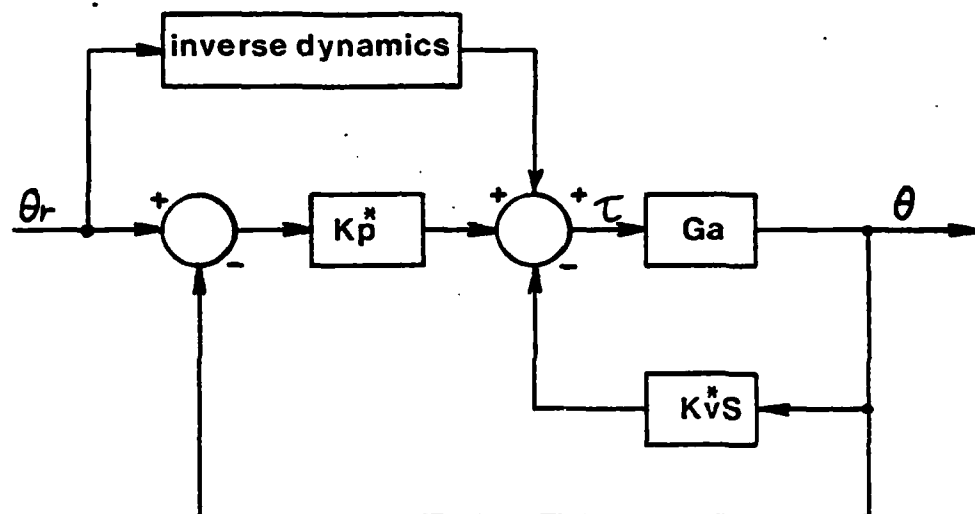 inverse dynamics
θr
+
-
Kp*
+
+
-
τ
Ga
θ
Kv*S